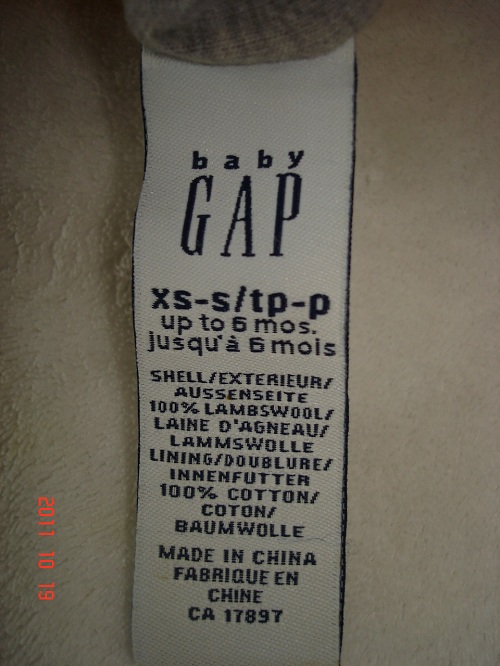 baby
GAP
xs-s/tp-p
up to 6 mos.
jusqu'à 6 mois
SHELL/EXTERIEUR/
AUSSENSEITE
100% LAMBSWOOL/
LAINE D'AGNEAU/
LAMMSWOLLE
LINING/DOUBLURE/
INNENFUTTER
100% COTTON/
COTON/
BAUMWOLLE
MADE IN CHINA
FABRIQUE EN
CHINE
CA 17897
2011 10 19